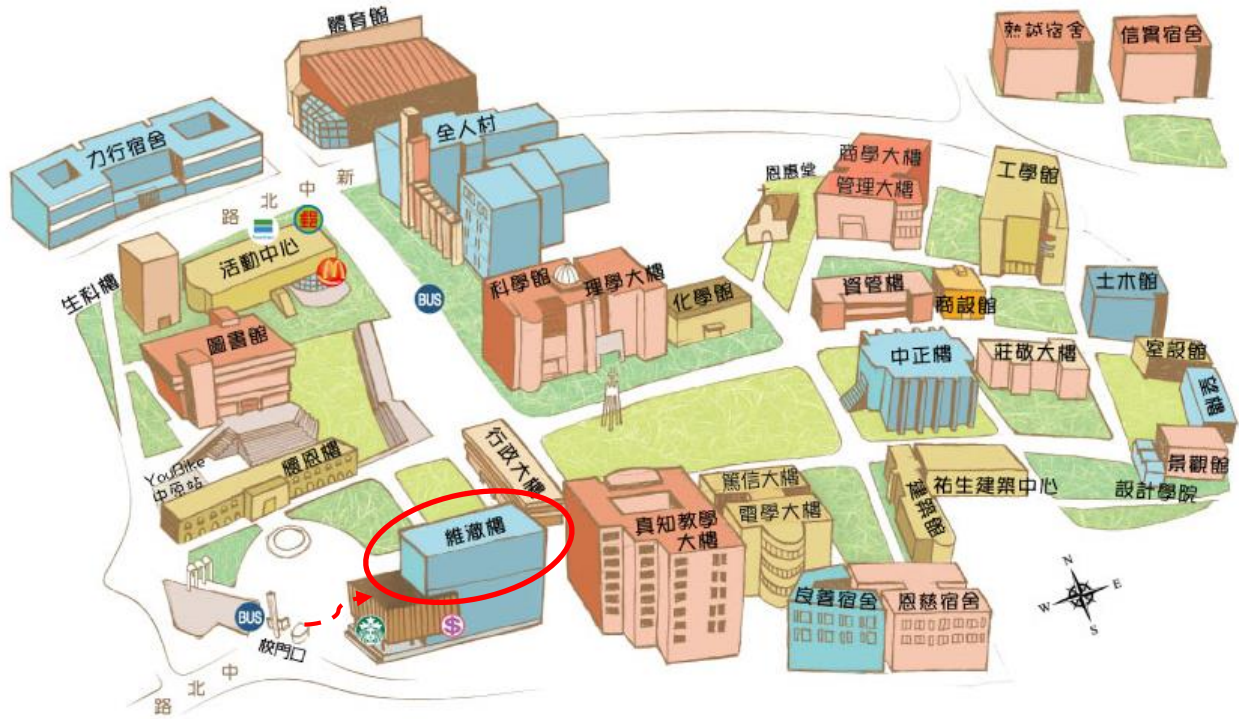 體育館
熱誠宿舍
信實宿舍
力行宿舍
全人村
新中北路
恩惠堂
商學大樓
管理大樓
工學館
活動中心
生科樓
BUS
科學館
理學大樓
化學館
資管樓
商設館
土木館
圖書館
中正樓
莊敬大樓
室設館
望樓
YouBike
中原站
懷恩樓
行政大樓
景觀館
設計學院
維澈樓
真知教學
大樓
篤信大樓
電學大樓
建築館
祐生建築中心
良善宿舍
恩慈宿舍
BUS
$
校門口
中北路
N
W
E
S